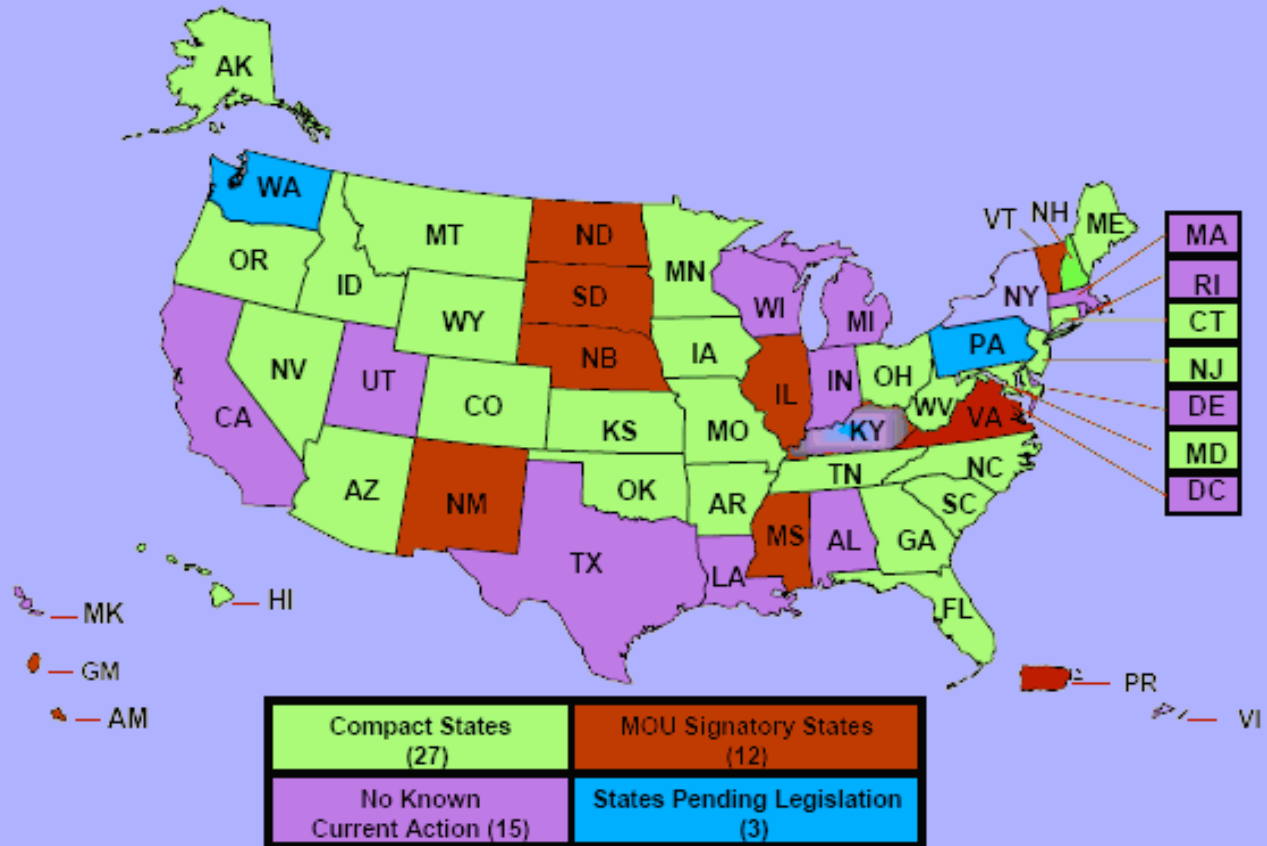 AK
WA
MT
ND
MN
VT
NH
ME
MA
OR
ID
SD
WI
MI
NY
RI
WY
CT
NB
IA
PA
NJ
NV
UT
CO
IL
IN
OH
WV
VA
DE
CA
KS
MO
KY
MD
AZ
NM
OK
AR
TN
NC
DC
SC
MS
AL
GA
TX
LA
FL
HI
MK
GM
AM
PR
VI
Compact States
(27)
MOU Signatory States
(12)
No Known
Current Action (15)
States Pending Legislation
(3)